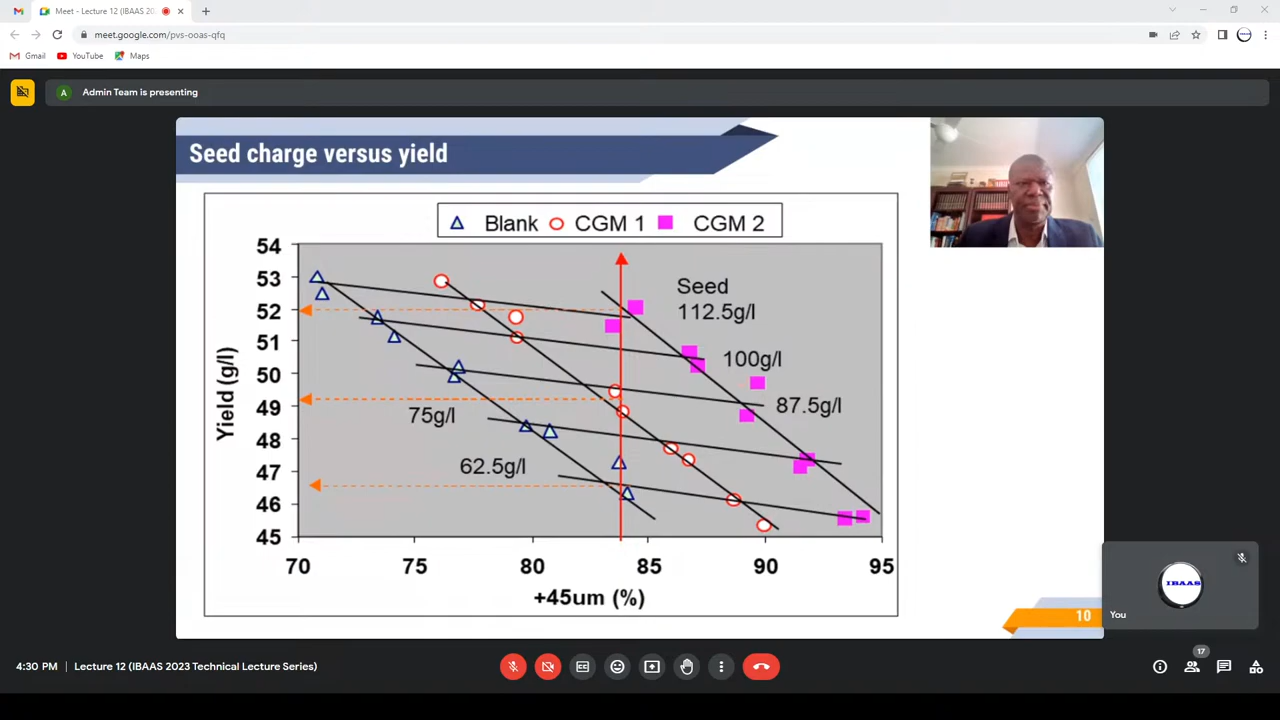 Meet - Lecture 12 (IBAAS 20
meet.google.com/pvs-ooas-qfq
Gmail YouTube Maps
A Admin Team is presenting
Seed charge versus yield
Blank CGM 1 CGM 2
54
53
52
51
50
49
48
47
46
45
Yield (g/l)
Seed
112.5g/l
100g/l
87.5g/l
75g/l
62.5g/l
70 75 80 85 90 95
+45um (%)
IBAAS
You
10
4:30 PM | Lecture 12 (IBAAS 2023 Technical Lecture Series)
17